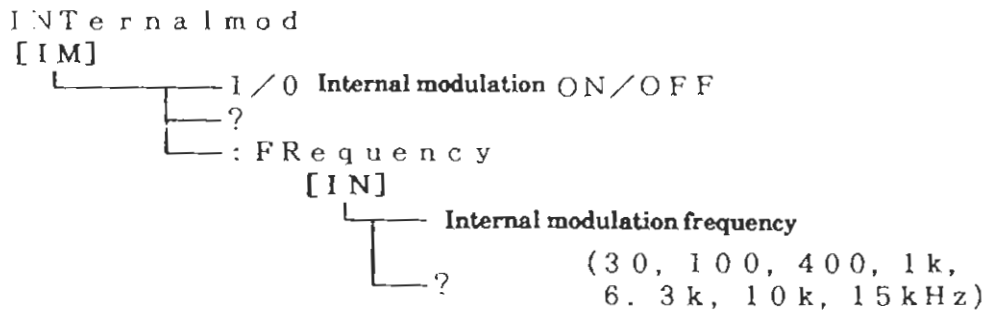 INTernalmod
[IM]
1/0 Internal modulation ON/OFF
?
:FRequency
[IN]
Internal modulation frequency
?
(30, 100, 400, 1k,
6.3k, 10k, 15kHz)